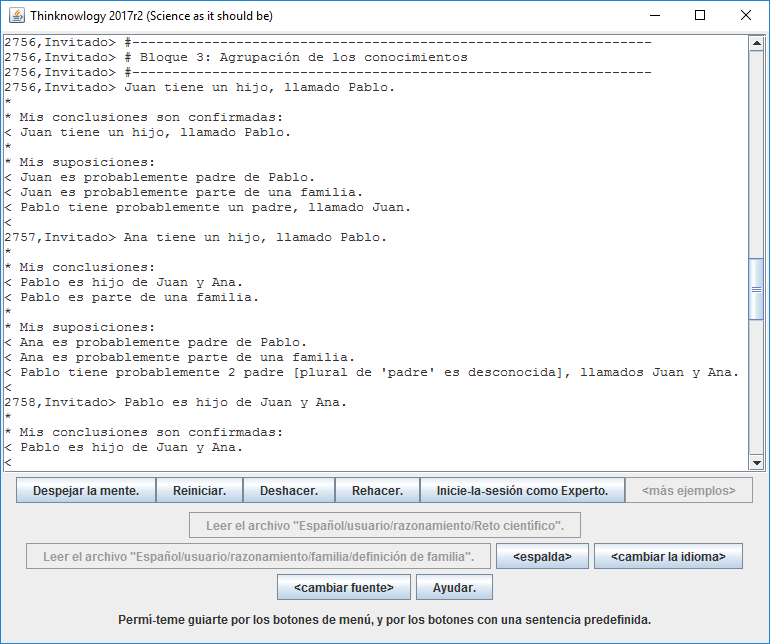 Thinknowlogy 2017r2 (Science as it should be)
2756,Invitado> #-----------------------------------------------------------------
2756,Invitado> # Bloque 3: Agrupación de los conocimientos
2756,Invitado> #-----------------------------------------------------------------
2756,Invitado> Juan tiene un hijo, llamado Pablo.
*
* Mis conclusiones son confirmadas:
< Juan tiene un hijo, llamado Pablo.
*
* Mis suposiciones:
< Juan es probablemente padre de Pablo.
< Juan es probablemente parte de una familia.
< Pablo tiene probablemente un padre, llamado Juan.
<
2757,Invitado> Ana tiene un hijo, llamado Pablo.
*
* Mis conclusiones:
< Pablo es hijo de Juan y Ana.
< Pablo es parte de una familia.
*
* Mis suposiciones:
< Ana es probablemente padre de Pablo.
< Ana es probablemente parte de una familia.
< Pablo tiene probablemente 2 padre [plural de 'padre' es desconocida], llamados Juan y Ana.
<
2758,Invitado> Pablo es hijo de Juan y Ana.
*
* Mis conclusiones son confirmadas:
< Pablo es hijo de Juan y Ana.
<
Despejar la mente. Reiniciar. Deshacer. Rehacer. Inicie-la-sesión como Experto. <más ejemplos>
Leer el archivo "Español/usuario/razonamiento/Reto científico".
Leer el archivo "Español/usuario/razonamiento/familia/definición de familia". <espalda> <cambiar la idioma>
<cambiar fuente> Ayudar.
Permí-teme guiarte por los botones de menú, y por los botones con una sentencia predefinida.